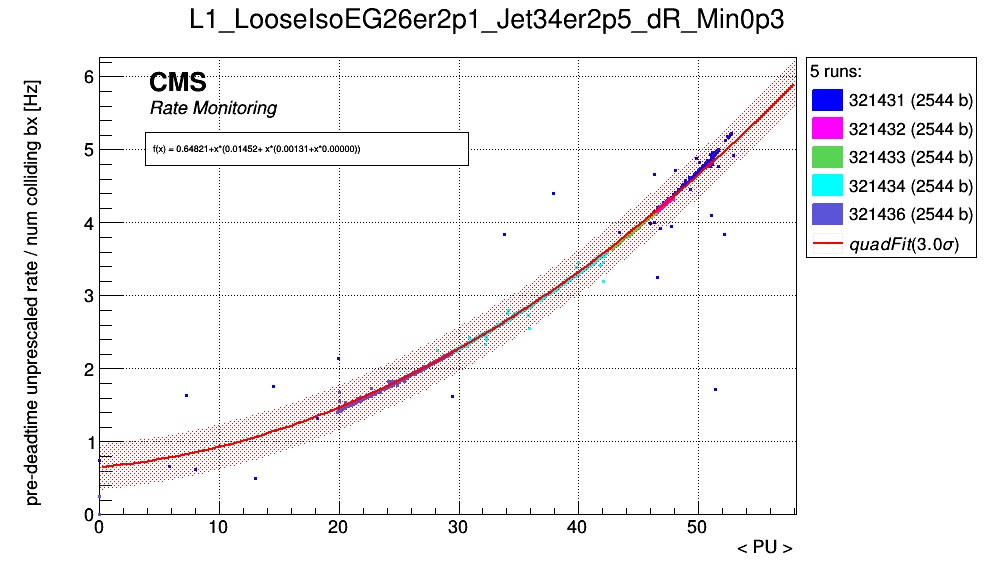 L1_LooseIsoEG26er2p1_Jet34er2p5_dR_Min0p3
pre-deadtime unprescaled rate / num colliding bx [Hz]
CMS
Rate Monitoring
f(x) = 0.64821+x*(0.01452+ x*(0.00131+x*0.00000))
6
5
4
3
2
1
0
0 10 20 30 40 50
< PU >
5 runs:
321431 (2544 b)
321432 (2544 b)
321433 (2544 b)
321434 (2544 b)
321436 (2544 b)
quadFit(3.0σ)